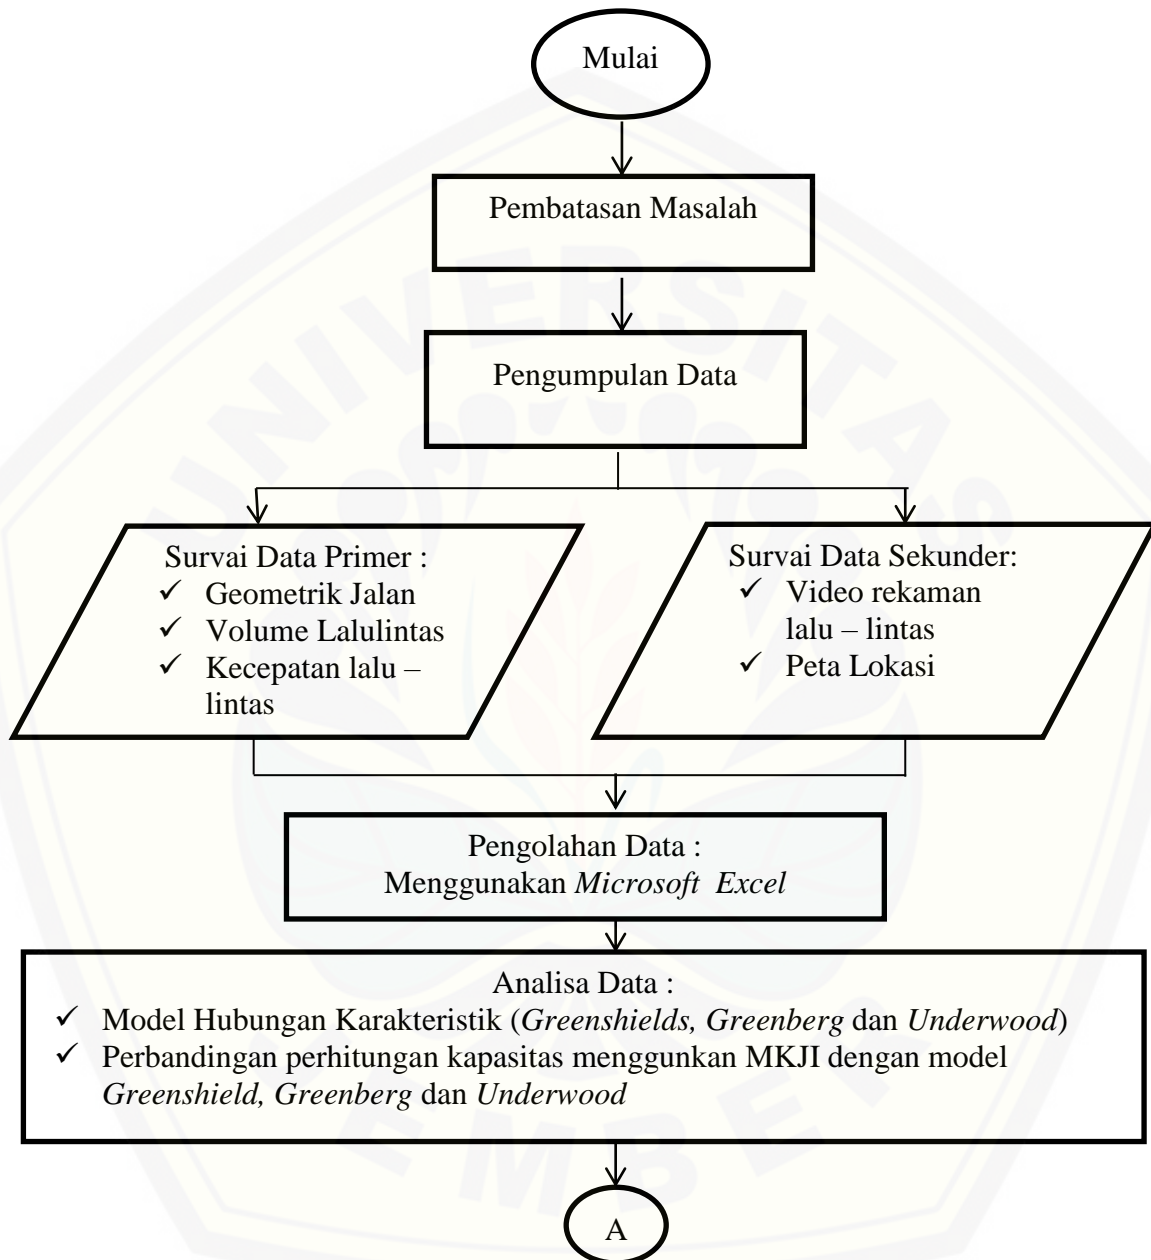 Mulai
Pembatasan Masalah
Pengumpulan Data
Survai Data Primer :
✓ Geometrik Jalan
✓ Volume Lalulintas
✓ Kecepatan lalu –
lintas
Survai Data Sekunder:
✓ Video rekaman
lalu – lintas
✓ Peta Lokasi
Pengolahan Data :
Menggunakan Microsoft Excel
Analisa Data :
✓ Model Hubungan Karakteristik (Greenshields, Greenberg dan Underwood)
✓ Perbandingan perhitungan kapasitas menggunkan MKJI dengan model
Greenshield, Greenberg dan Underwood
A
UNIVERSITAS
JEMBER